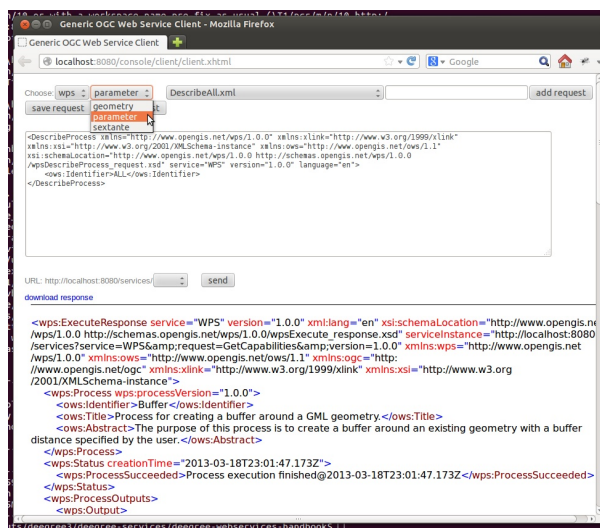 Generic OGC Web Service Client - Mozilla Firefox
Generic OGC Web Service Client
localhost:8080/console/client/client.xhtml
Google
Choose: wps parameter DescribeAll.xml add request
save request
geometry
parameter
sextante
<DescribeProcess xmlns="http://www.opengis.net/wps/1.0.0" xmlns:xlink="http://www.w3.org/1999/xlink"
xmlns:xsi="http://www.w3.org/2001/XMLSchema-instance" xmlns:ows="http://www.opengis.net/ows/1.1"
xsi:schemaLocation="http://www.opengis.net/wps/1.0.0 http://schemas.opengis.net/wps/1.0.0
/wpsDescribeProcess_request.xsd" service="WPS" version="1.0.0" language="en">
<ows:Identifier>ALL</ows:Identifier>
</DescribeProcess>
URL: http://localhost:8080/services/ send
download response
<wps:ExecuteResponse service="WPS" version="1.0.0" xml:lang="en" xsi:schemaLocation="http://www.opengis.ne
/wps/1.0.0 http://schemas.opengis.net/wps/1.0.0/wpsExecute_response.xsd" serviceInstance="http://localhost:8080
/services?service=WPS&amp;request=GetCapabilities&amp;version=1.0.0" xmlns:wps="http://www.opengis.net
/wps/1.0.0" xmlns:ows="http://www.opengis.net/ows/1.1" xmlns:ogc="http:
//www.opengis.net/ogc" xmlns:xlink="http://www.w3.org/1999/xlink" xmlns:xsi="http://www.w3.org
/2001/XMLSchema-instance">
<wps:Process wps:processVersion="1.0.0">
<ows:Identifier>Buffer</ows:Identifier>
<ows:Title>Process for creating a buffer around a GML geometry.</ows:Title>
<ows:Abstract>The purpose of this process is to create a buffer around an existing geometry with a buffer
distance specified by the user.</ows:Abstract>
</wps:Process>
<wps:Status creationTime="2013-03-18T23:01:47.173Z">
<wps:ProcessSucceeded>Process execution finished@2013-03-18T23:01:47.173Z</wps:ProcessSucceeded>
</wps:Status>
<wps:ProcessOutputs>
<wps:Output>